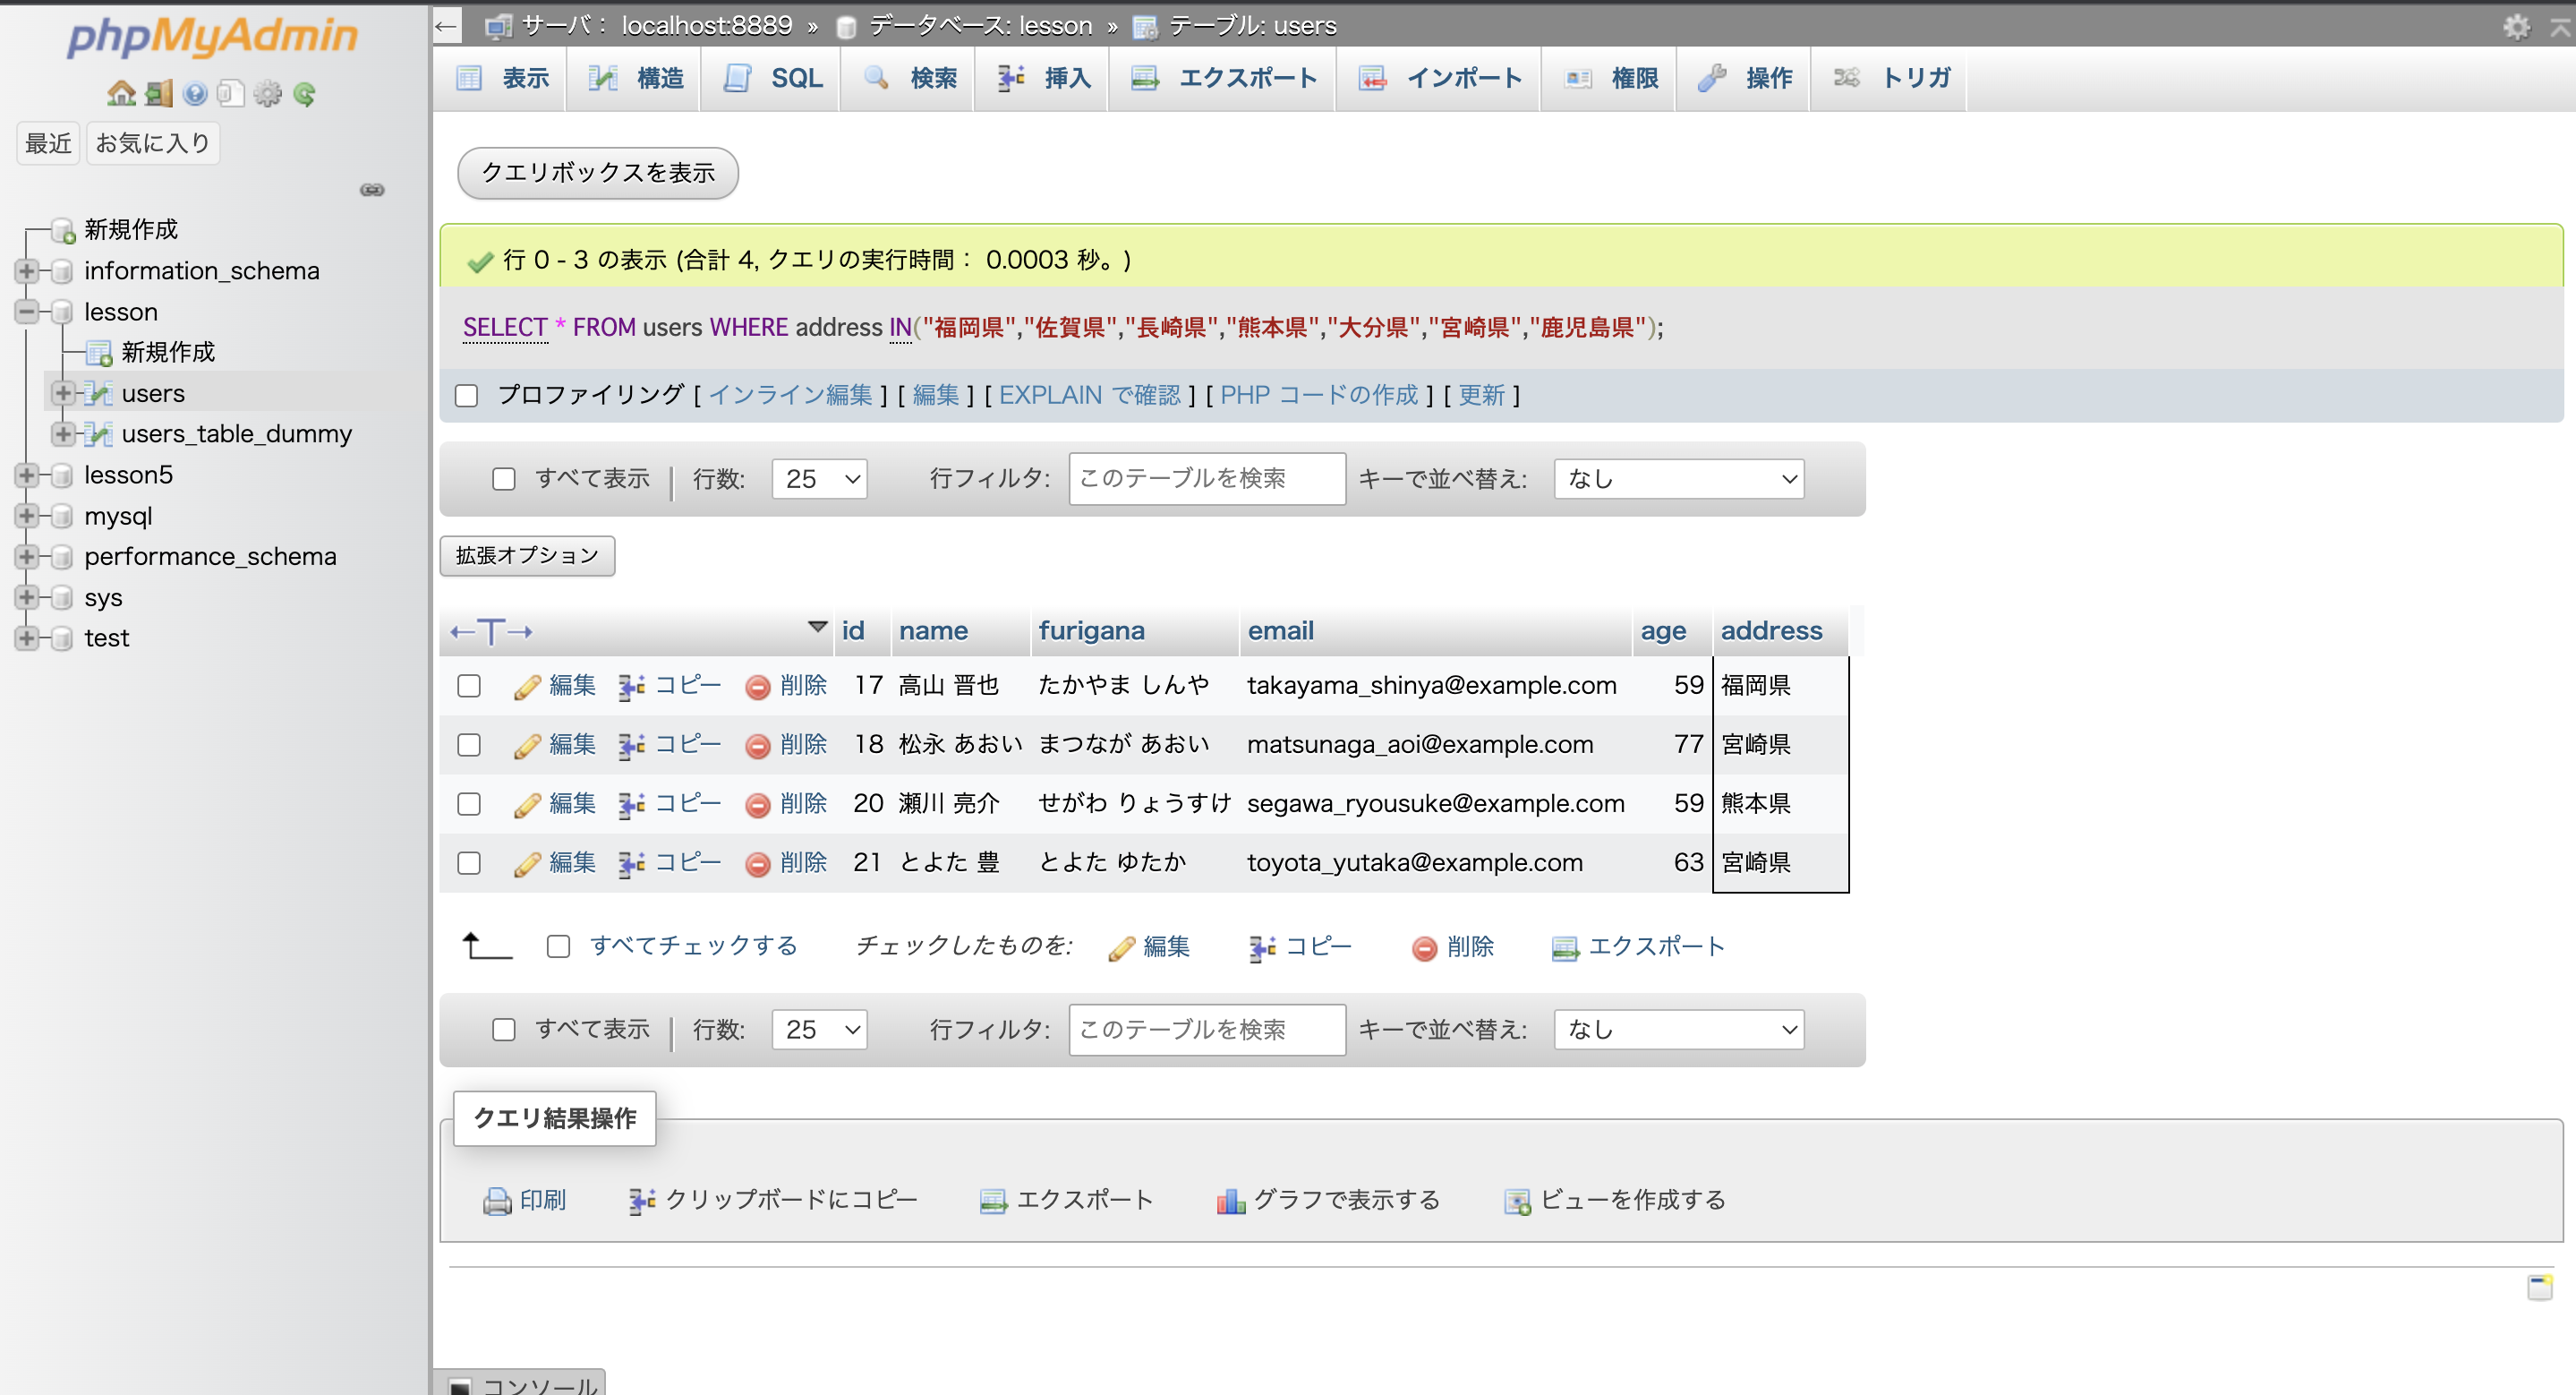 phpMyAdmin
最近 お気に入り
新規作成
information_schema
lesson
新規作成
users
users_table_dummy
lesson5
mysql
performance_schema
sys
test
サーバ： localhost:8889 » データベース: lesson » テーブル: users
表示 構造 SQL 検索 挿入 エクスポート インポート 権限 操作 トリガ
クエリボックスを表示
行 0 - 3 の表示 (合計 4, クエリの実行時間： 0.0003 秒。)
SELECT * FROM users WHERE address IN("福岡県","佐賀県","長崎県","熊本県","大分県","宮崎県","鹿児島県");
プロファイリング [ インライン編集 ] [ 編集 ] [ EXPLAIN で確認 ] [ PHP コードの作成 ] [ 更新 ]
すべて表示 | 行数: 25 行フィルタ: このテーブルを検索 キーで並べ替え: なし
拡張オプション
←T→ id name furigana email age address
編集 コピー 削除 17 高山 晋也 たかやま しんや takayama_shinya@example.com 59 福岡県
編集 コピー 削除 18 松永 あおい まつなが あおい matsunaga_aoi@example.com 77 宮崎県
編集 コピー 削除 20 瀬川 亮介 せがわ りょうすけ segawa_ryousuke@example.com 59 熊本県
編集 コピー 削除 21 とよた 豊 とよた ゆたか toyota_yutaka@example.com 63 宮崎県
すべてチェックする チェックしたものを: 編集 コピー 削除 エクスポート
すべて表示 | 行数: 25 行フィルタ: このテーブルを検索 キーで並べ替え: なし
クエリ結果操作
印刷 クリップボードにコピー エクスポート グラフで表示する ビューを作成する
コンソール